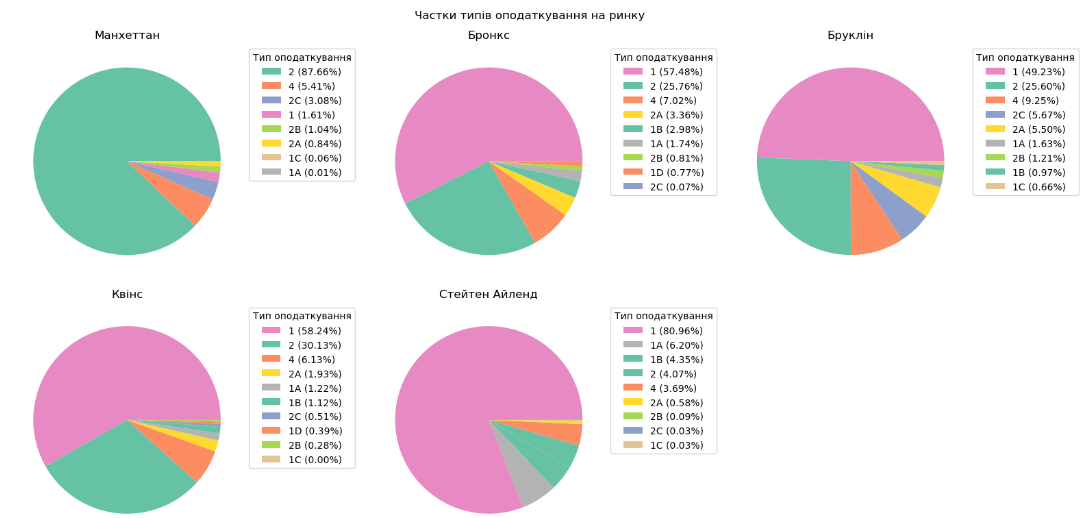 Частки типів оподаткування на ринку
Манхеттан
Тип оподаткування
2 (87.66%)
4 (5.41%)
2C (3.08%)
1 (1.61%)
2B (1.04%)
2A (0.84%)
1C (0.06%)
1A (0.01%)
Бронкс
Тип оподаткування
1 (57.48%)
2 (25.76%)
4 (7.02%)
2A (3.36%)
1B (2.98%)
1A (1.74%)
2B (0.81%)
1D (0.77%)
2C (0.07%)
Бруклін
Тип оподаткування
1 (49.23%)
2 (25.60%)
4 (9.25%)
2C (5.67%)
2A (5.50%)
1A (1.63%)
2B (1.21%)
1B (0.97%)
1C (0.66%)
Квінс
Тип оподаткування
1 (58.24%)
2 (30.13%)
4 (6.13%)
2A (1.93%)
1A (1.22%)
1B (1.12%)
2C (0.51%)
1D (0.39%)
2B (0.28%)
1C (0.00%)
Стейтен Айленд
Тип оподаткування
1 (80.96%)
1A (6.20%)
1B (4.35%)
2 (4.07%)
4 (3.69%)
2A (0.58%)
2B (0.09%)
2C (0.03%)
1C (0.03%)